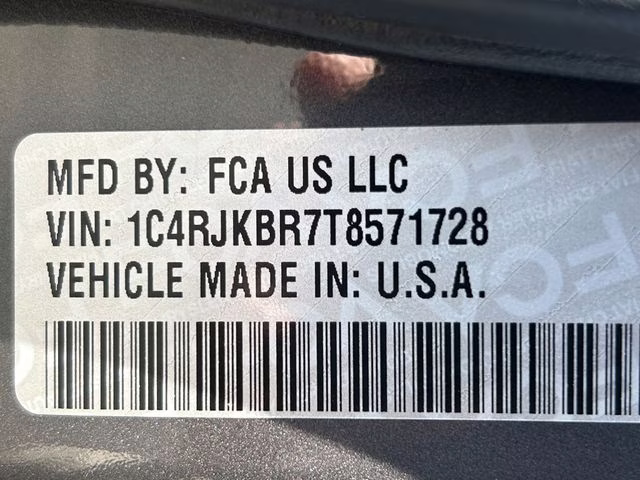 MFD BY: FCA US LLC
VIN: 1C4RJKBR7T8571728
VEHICLE MADE IN: U.S.A.